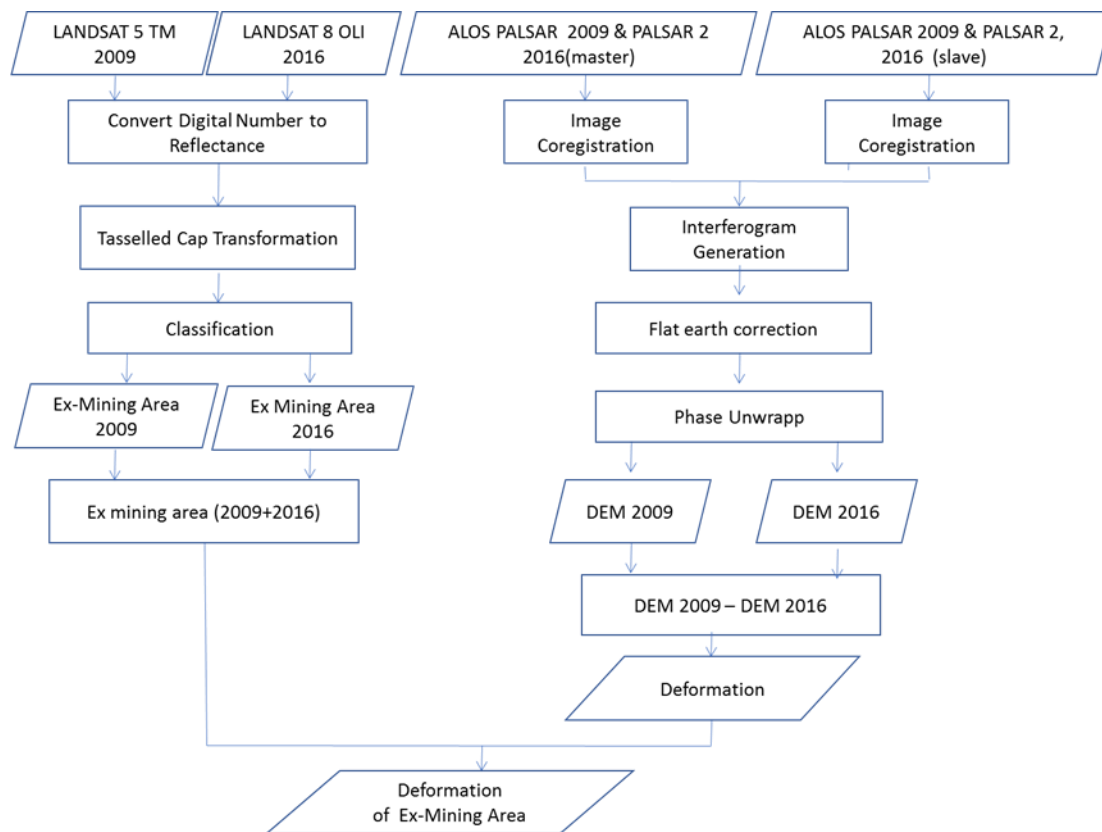 LANDSAT 5 TM
2009
LANDSAT 8 OLI
2016
ALOS PALSAR 2009 & PALSAR 2
2016(master)
ALOS PALSAR 2009 & PALSAR 2,
2016 (slave)
Convert Digital Number to
Reflectance
Image
Coregistration
Image
Coregistration
Tasselled Cap Transformation
Interferogram
Generation
Classification
Flat earth correction
Ex-Mining Area
2009
Ex Mining Area
2016
Phase Unwrapp
Ex mining area (2009+2016)
DEM 2009
DEM 2016
DEM 2009 – DEM 2016
Deformation
Deformation
of Ex-Mining Area